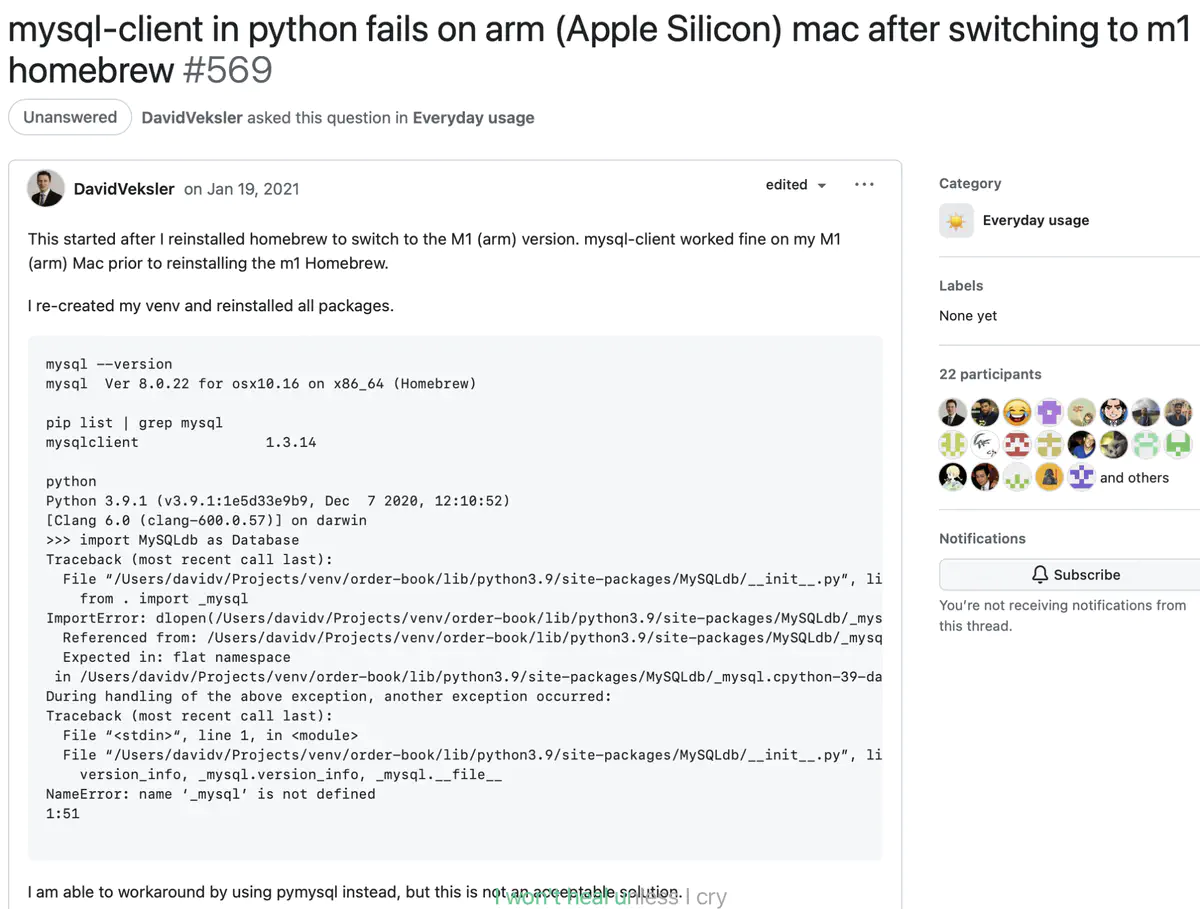 mysql-client in python fails on arm (Apple Silicon) mac after switching to m1
homebrew #569
Unanswered DavidVeksler asked this question in Everyday usage
DavidVeksler on Jan 19, 2021
edited
This started after I reinstalled homebrew to switch to the M1 (arm) version. mysql-client worked fine on my M1
(arm) Mac prior to reinstalling the m1 Homebrew.
I re-created my venv and reinstalled all packages.
mysql --version
mysql  Ver 8.0.22 for osx10.16 on x86_64 (Homebrew)
pip list | grep mysql
mysqlclient               1.3.14
python
Python 3.9.1 (v3.9.1:1e5d33e9b9, Dec  7 2020, 12:10:52)
[Clang 6.0 (clang-600.0.57)] on darwin
>>> import MySQLdb as Database
Traceback (most recent call last):
  File “/Users/davidv/Projects/venv/order-book/lib/python3.9/site-packages/MySQLdb/__init__.py”, li
    from . import _mysql
ImportError: dlopen(/Users/davidv/Projects/venv/order-book/lib/python3.9/site-packages/MySQLdb/_mys
  Referenced from: /Users/davidv/Projects/venv/order-book/lib/python3.9/site-packages/MySQLdb/_mysq
  Expected in: flat namespace
 in /Users/davidv/Projects/venv/order-book/lib/python3.9/site-packages/MySQLdb/_mysql.cpython-39-da
During handling of the above exception, another exception occurred:
Traceback (most recent call last):
  File “<stdin>“, line 1, in <module>
  File “/Users/davidv/Projects/venv/order-book/lib/python3.9/site-packages/MySQLdb/__init__.py”, li
    version_info, _mysql.version_info, _mysql.__file__
NameError: name ‘_mysql’ is not defined
1:51
I am able to workaround by using pymysql instead, but this is not an acceptable solution.
I won't heal unless I cry
Category
Everyday usage
Labels
None yet
22 participants
and others
Notifications
Subscribe
You’re not receiving notifications from
this thread.